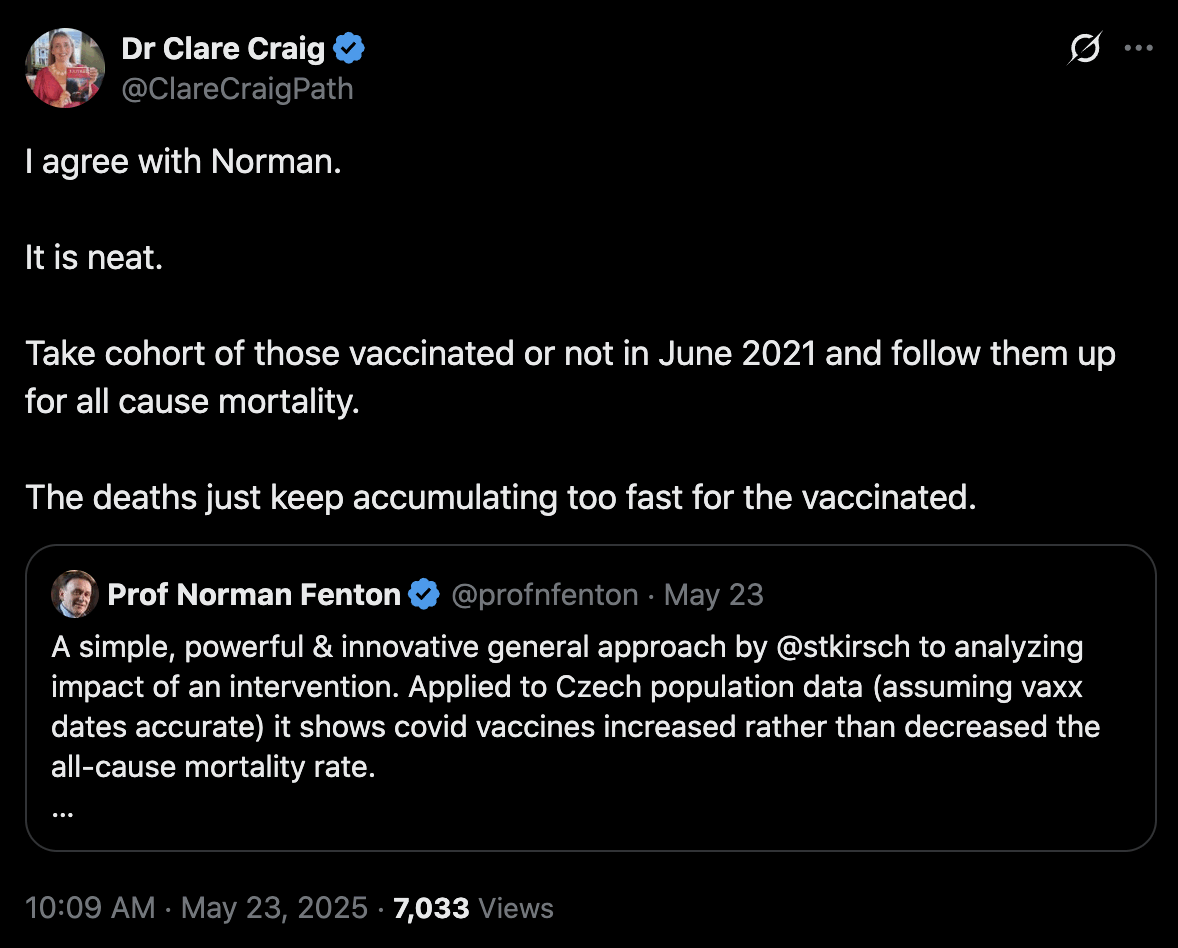 Dr Clare Craig
@ClareCraigPath
I agree with Norman.
It is neat.
Take cohort of those vaccinated or not in June 2021 and follow them up
for all cause mortality.
The deaths just keep accumulating too fast for the vaccinated.
Prof Norman Fenton @profnfenton · May 23
A simple, powerful & innovative general approach by @stkirsch to analyzing
impact of an intervention. Applied to Czech population data (assuming vaxx
dates accurate) it shows covid vaccines increased rather than decreased the
all-cause mortality rate.
...
10:09 AM · May 23, 2025 · 7,033 Views